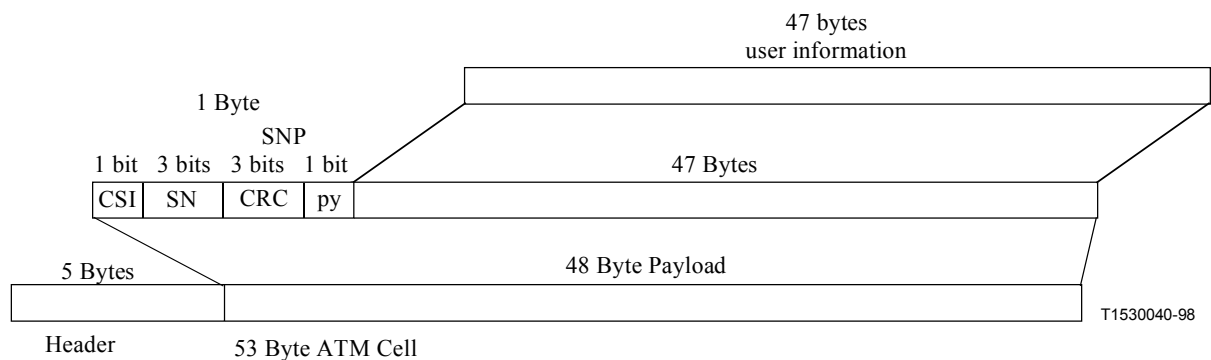 47 bytes
user information
1 Byte
SNP
1 bit 3 bits 3 bits 1 bit 47 Bytes
CSI SN CRC py
5 Bytes 48 Byte Payload
T1530040-98
Header 53 Byte ATM Cell